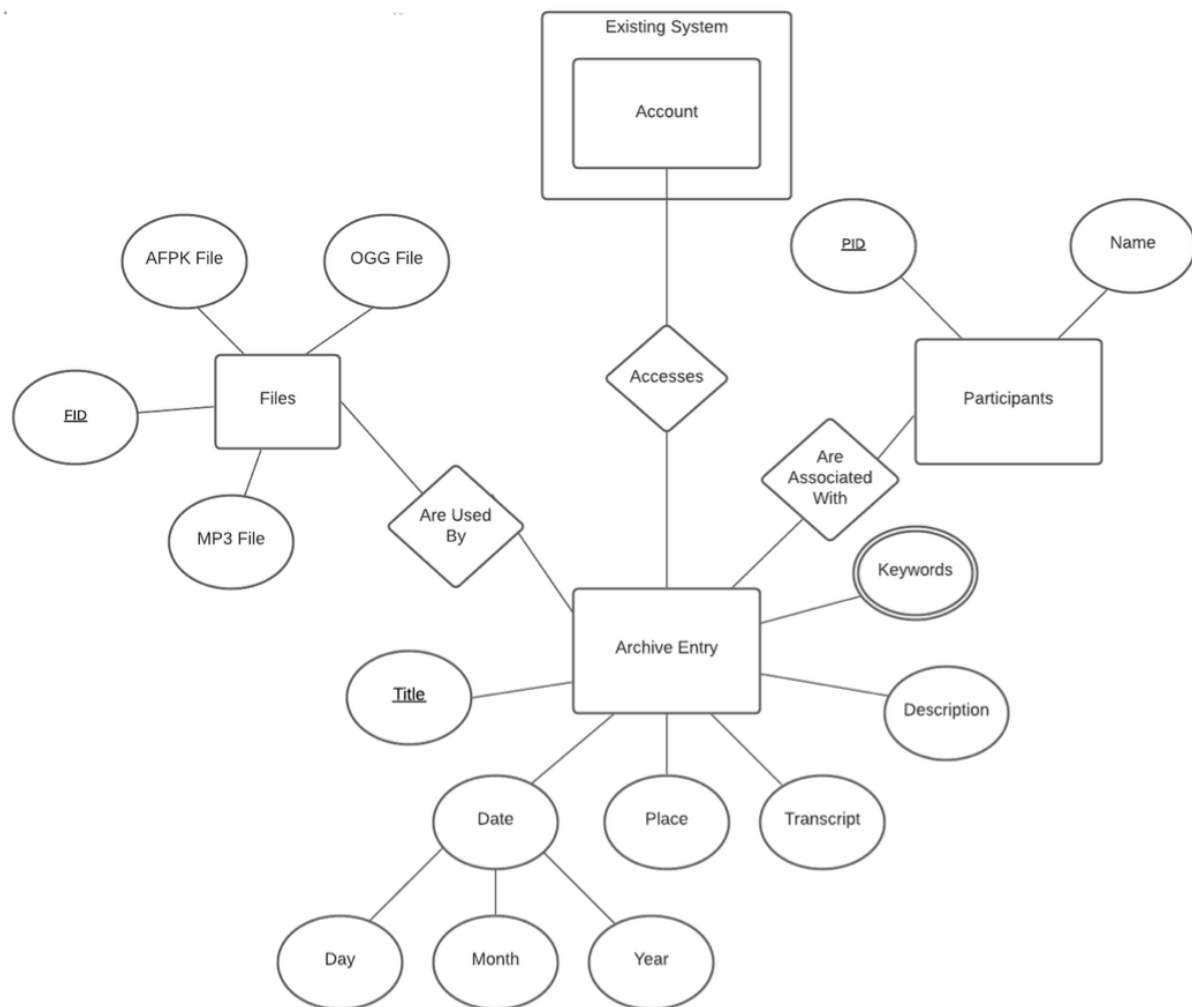 Existing System
Account
PID
Name
AFPK File
OGG File
Accesses
Files
Participants
FID
Are
Associated
With
Are Used
By
MP3 File
Keywords
Archive Entry
Title
Description
Date
Place
Transcript
Day
Month
Year